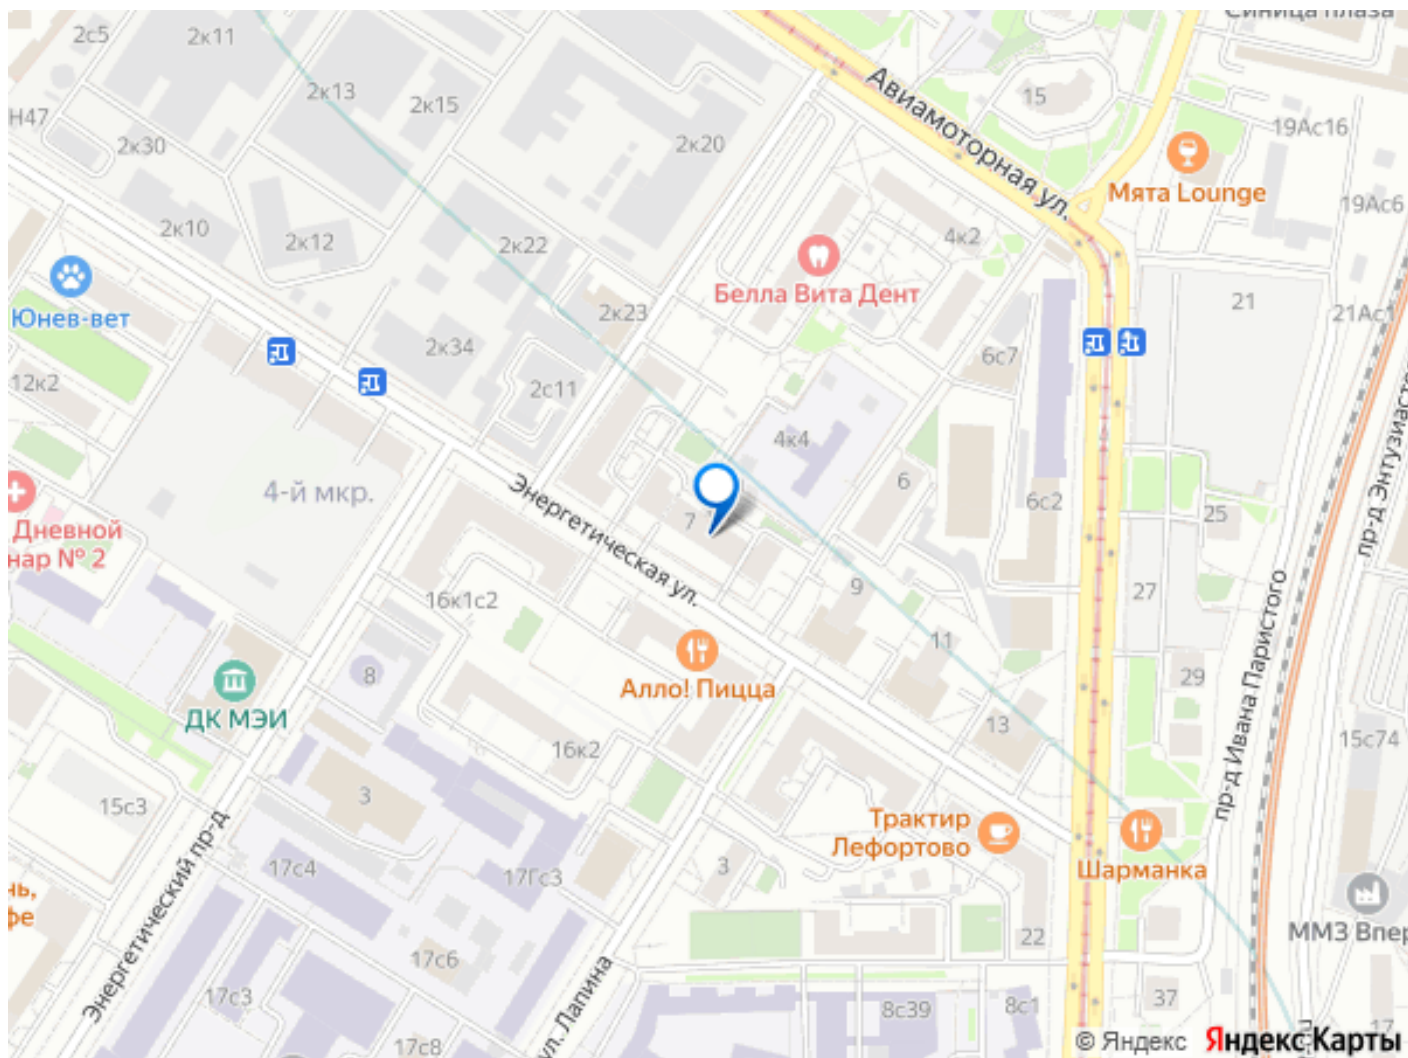 Синица плаза
2с5
2к11
2к13
2к15
15
Авиамоторная ул.
19Ас16
Н47
2к30
2к20
Мята Lounge
19Ас6
2к10
2к12
2к22
4к2
Юнев-вет
Белла Вита Дент
21
21Ас1
2к23
2к34
6с7
12к2
2с11
4к4
4-й мкр.
Энергетическая ул.
6
6с2
25
Дневной
нар № 2
7
9
27
16к1с2
11
пр-д Ивана Паристого
8
Алло! Пицца
29
ДК МЭИ
13
15с74
16к2
15с3
3
Трактир
Лефортово
Шарманка
17с4
17Гс3
3
Энергетический пр-д
фе
17с6
22
ММЗ Впер
17с3
ул. Лапина
8с39
8с1
37
17
17с8
© Яндекс
Яндекс Карты